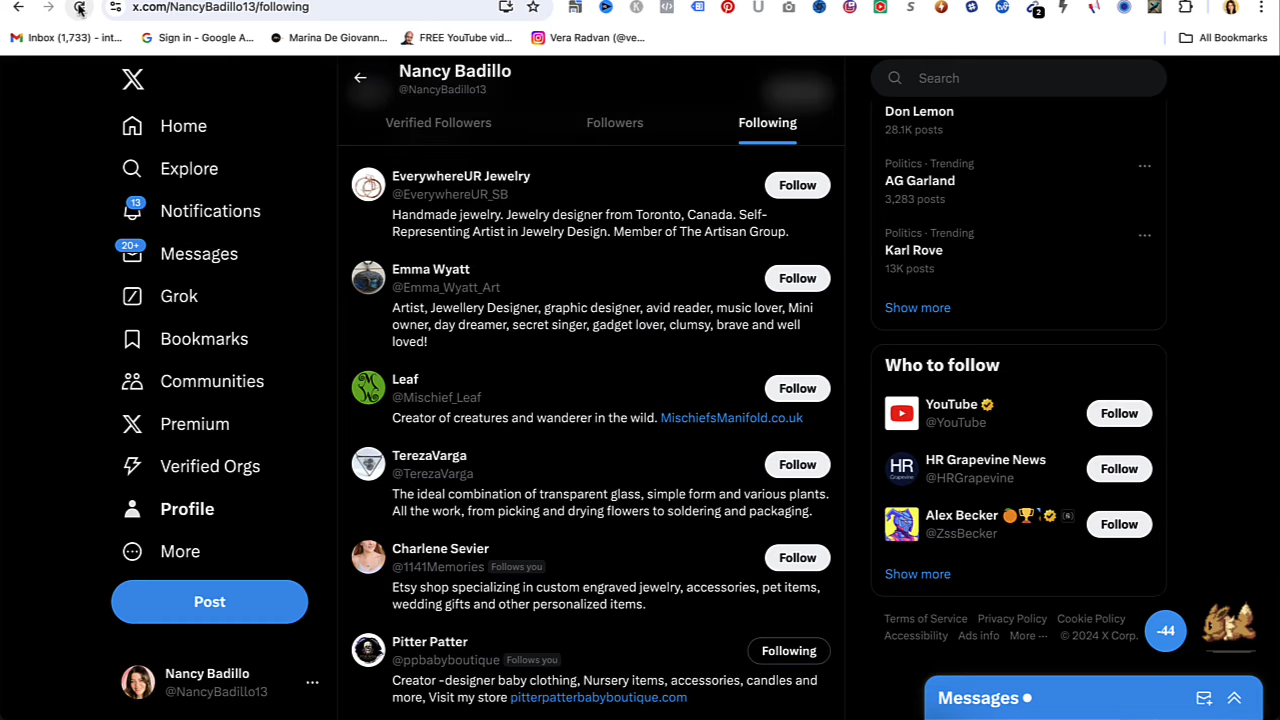 x.com/NancyBadillo13/following
2
Inbox (1,733) - int...
Sign in - Google A...
Marina De Giovann...
FREE YouTube vid...
Vera Radvan (@ve...
All Bookmarks
Home
Explore
13
Notifications
20+
Messages
Grok
Bookmarks
Communities
Premium
Verified Orgs
Profile
More
Post
Nancy Badillo
@NancyBadillo13
Nancy Badillo
@NancyBadillo13
Verified Followers
Followers
Following
EverywhereUR Jewelry
@EverywhereUR_SB
Follow
Handmade jewelry. Jewelry designer from Toronto, Canada. Self-
Representing Artist in Jewelry Design. Member of The Artisan Group.
Emma Wyatt
@Emma_Wyatt_Art
Follow
Artist, Jewellery Designer, graphic designer, avid reader, music lover, Mini
owner, day dreamer, secret singer, gadget lover, clumsy, brave and well
loved!
Leaf
@Mischief_Leaf
Follow
Creator of creatures and wanderer in the wild. MischiefsManifold.co.uk
TerezaVarga
@TerezaVarga
Follow
The ideal combination of transparent glass, simple form and various plants.
All the work, from picking and drying flowers to soldering and packaging.
Charlene Sevier
@1141Memories Follows you
Follow
Etsy shop specializing in custom engraved jewelry, accessories, pet items,
wedding gifts and other personalized items.
Pitter Patter
@ppbabyboutique Follows you
Following
Creator -designer baby clothing, Nursery items, accessories, candles and
more, Visit my store pitterpatterbabyboutique.com
Search
Don Lemon
28.1K posts
Politics · Trending
AG Garland
3,283 posts
Politics · Trending
Karl Rove
13K posts
Show more
Who to follow
YouTube
@YouTube
Follow
HR
Grapevine
HR Grapevine News
@HRGrapevine
Follow
Alex Becker
@ZssBecker
Follow
Show more
Terms of Service Privacy Policy Cookie Policy
Accessibility Ads info More ··· © 2024 X Corp.
-44
Messages